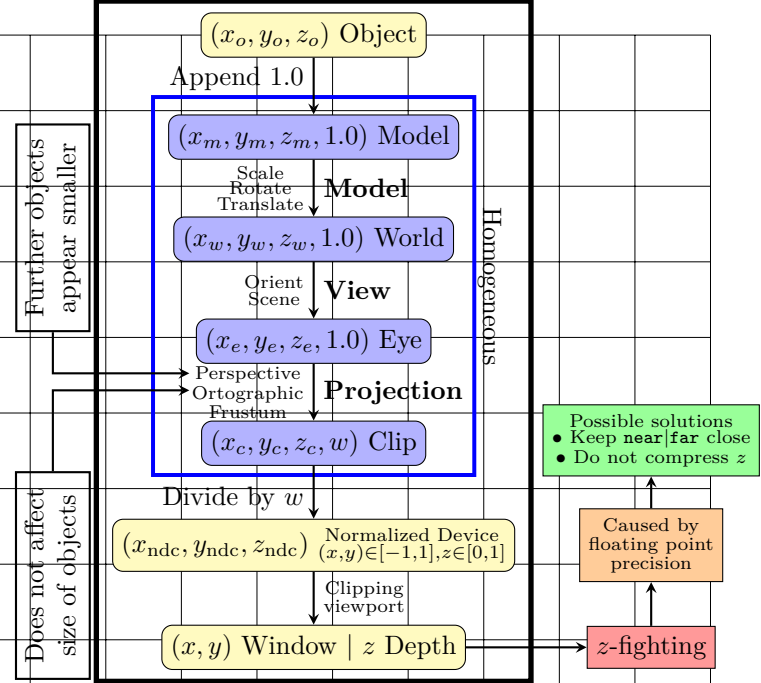 (x_o, y_o, z_o) Object
Append 1.0
(x_m, y_m, z_m, 1.0) Model
Scale
Rotate
Translate
Model
(x_w, y_w, z_w, 1.0) World
Orient
Scene
View
(x_e, y_e, z_e, 1.0) Eye
Perspective
Ortographic
Frustum
Projection
(x_c, y_c, z_c, w) Clip
Homogeneous
Divide by w
(x_ndc, y_ndc, z_ndc) Normalized Device
(x,y)∈[−1,1],z∈[0,1]
Clipping
viewport
(x, y) Window | z Depth
Further objects
appear smaller
Does not affect
size of objects
Possible solutions
• Keep near|far close
• Do not compress z
Caused by
floating point
precision
z-fighting